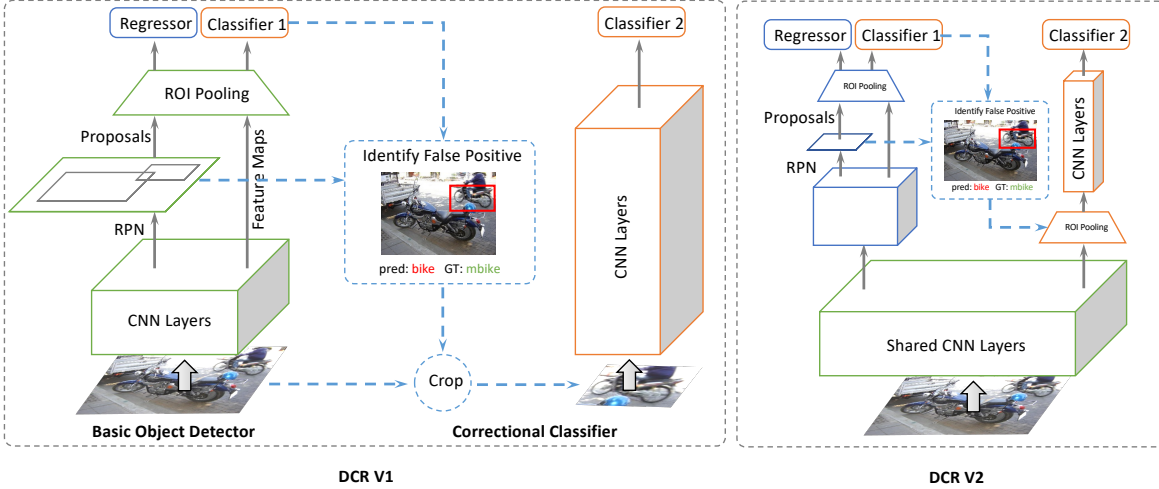 Regressor
Classifier 1
ROI Pooling
Proposals
Feature Maps
RPN
CNN Layers
Basic Object Detector
Identify False Positive
pred: bike GT: mbike
Crop
Classifier 2
CNN Layers
Correctional Classifier
DCR V1
Regressor
Classifier 1
ROI Pooling
Proposals
RPN
Identify False Positive
pred: bike GT: mbike
Classifier 2
CNN Layers
ROI Pooling
Shared CNN Layers
DCR V2